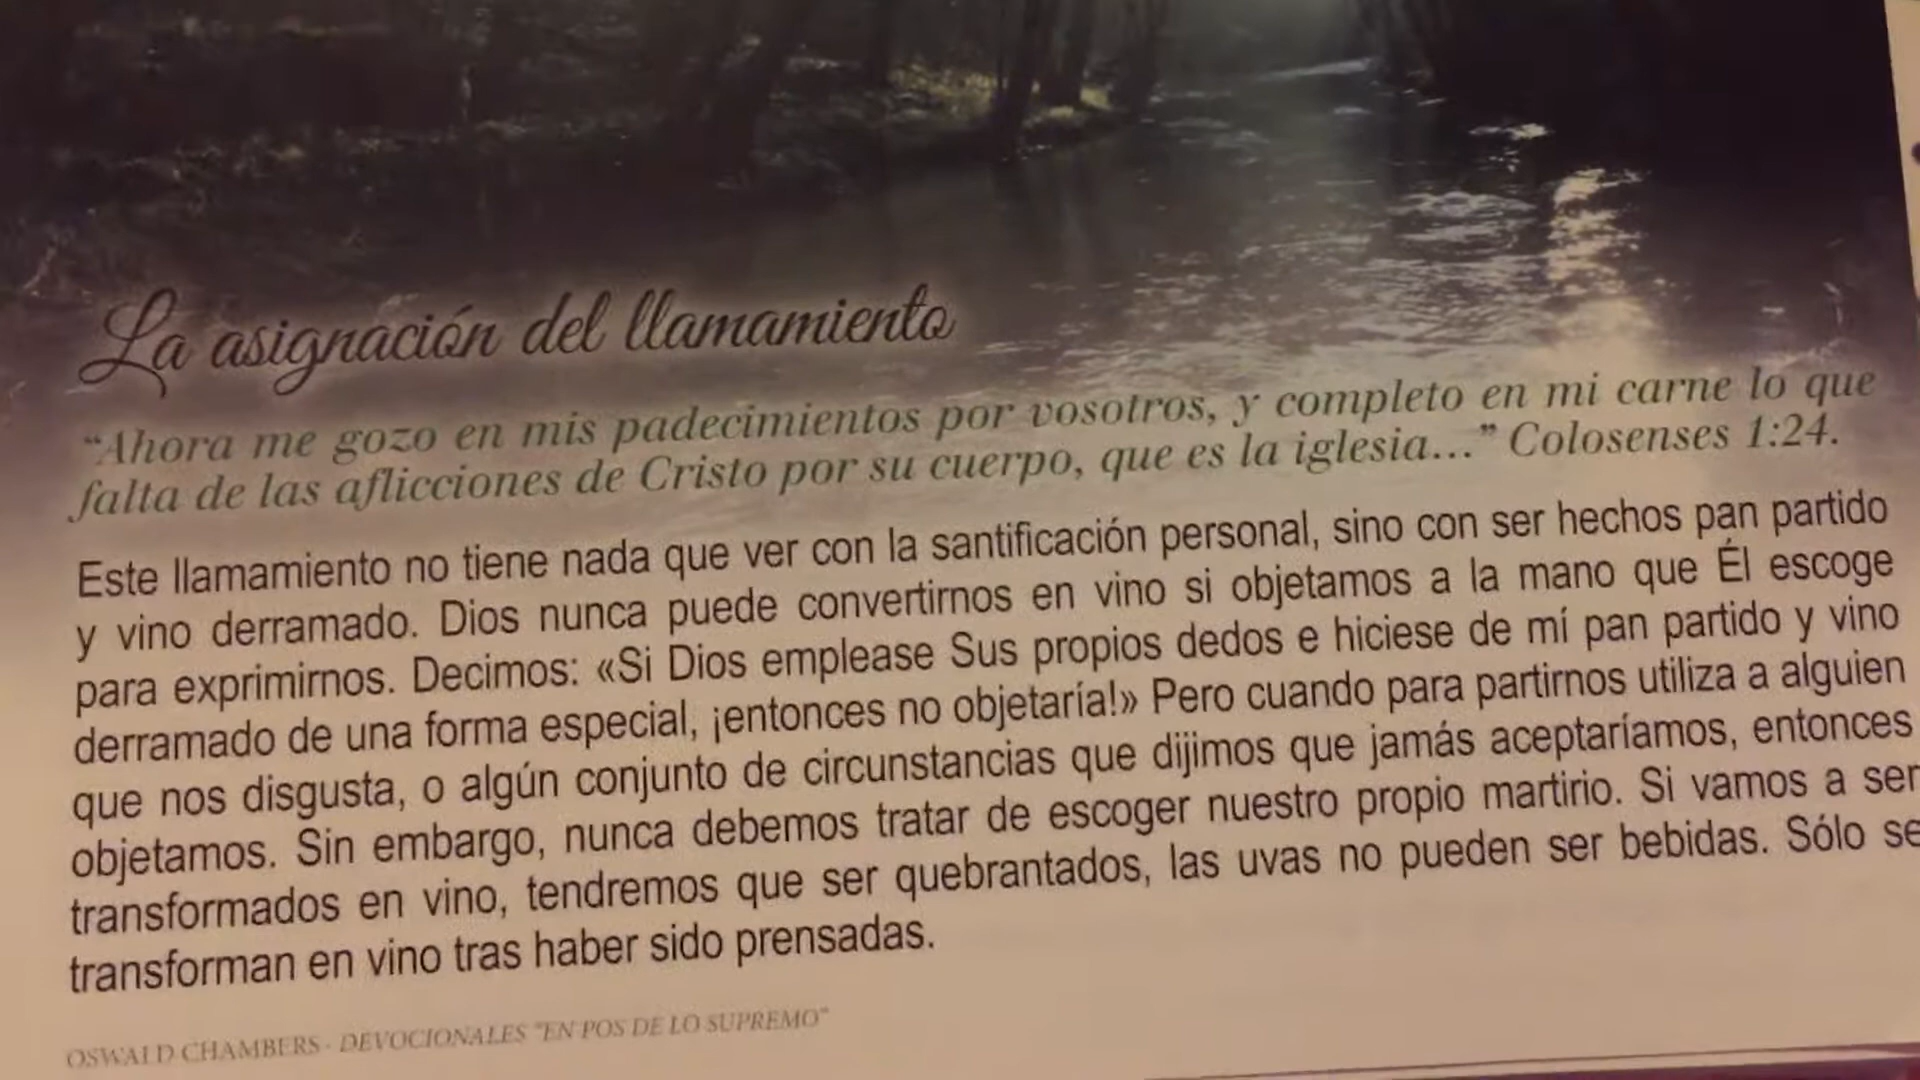 La asignación del llamamiento
“Ahora me gozo en mis padecimientos por vosotros, y completo en mi carne lo que
falta de las aflicciones de Cristo por su cuerpo, que es la iglesia...” Colosenses 1:24.
Este llamamiento no tiene nada que ver con la santificación personal, sino con ser hechos pan partido
y vino derramado. Dios nunca puede convertirnos en vino si objetamos a la mano que Él escoge
para exprimirnos. Decimos: «Si Dios emplease Sus propios dedos e hiciese de mí pan partido y vino
derramado de una forma especial, ¡entonces no objetaría!» Pero cuando para partirnos utiliza a alguien
que nos disgusta, o algún conjunto de circunstancias que dijimos que jamás aceptaríamos, entonces
objetamos. Sin embargo, nunca debemos tratar de escoger nuestro propio martirio. Si vamos a ser
transformados en vino, tendremos que ser quebrantados, las uvas no pueden ser bebidas. Sólo se
transforman en vino tras haber sido prensadas.
OSWALD CHAMBERS - DEVOCIONALES "EN POS DE LO SUPREMO"